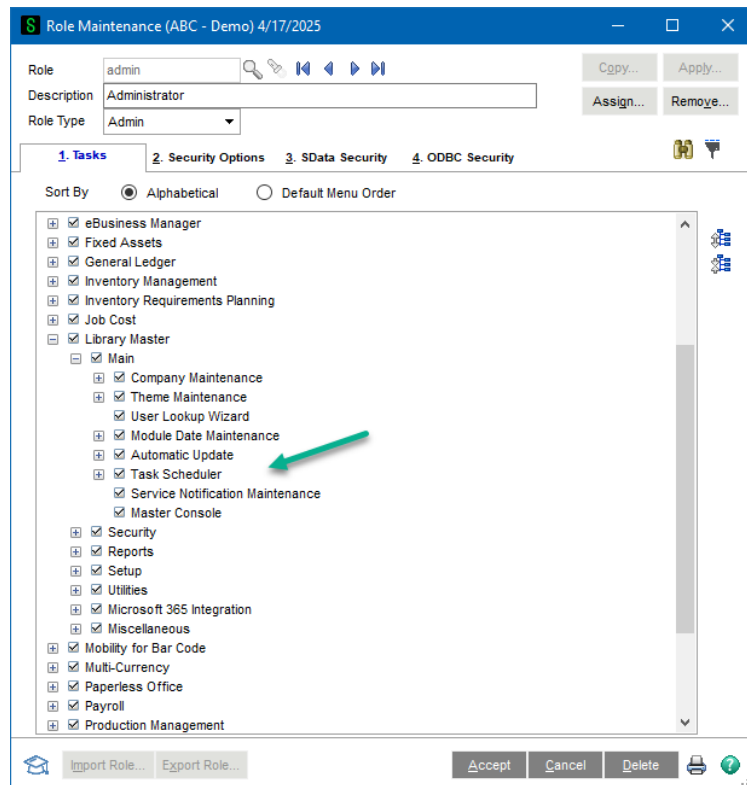 S Role Maintenance (ABC - Demo) 4/17/2025
Role admin Copy... Apply...
Description Administrator Assign... Remove...
Role Type Admin
1. Tasks 2. Security Options 3. SData Security 4. ODBC Security
Sort By Alphabetical Default Menu Order
eBusiness Manager
Fixed Assets
General Ledger
Inventory Management
Inventory Requirements Planning
Job Cost
Library Master
Main
Company Maintenance
Theme Maintenance
User Lookup Wizard
Module Date Maintenance
Automatic Update
Task Scheduler
Service Notification Maintenance
Master Console
Security
Reports
Setup
Utilities
Microsoft 365 Integration
Miscellaneous
Mobility for Bar Code
Multi-Currency
Paperless Office
Payroll
Production Management
Import Role... Export Role... Accept Cancel Delete ?